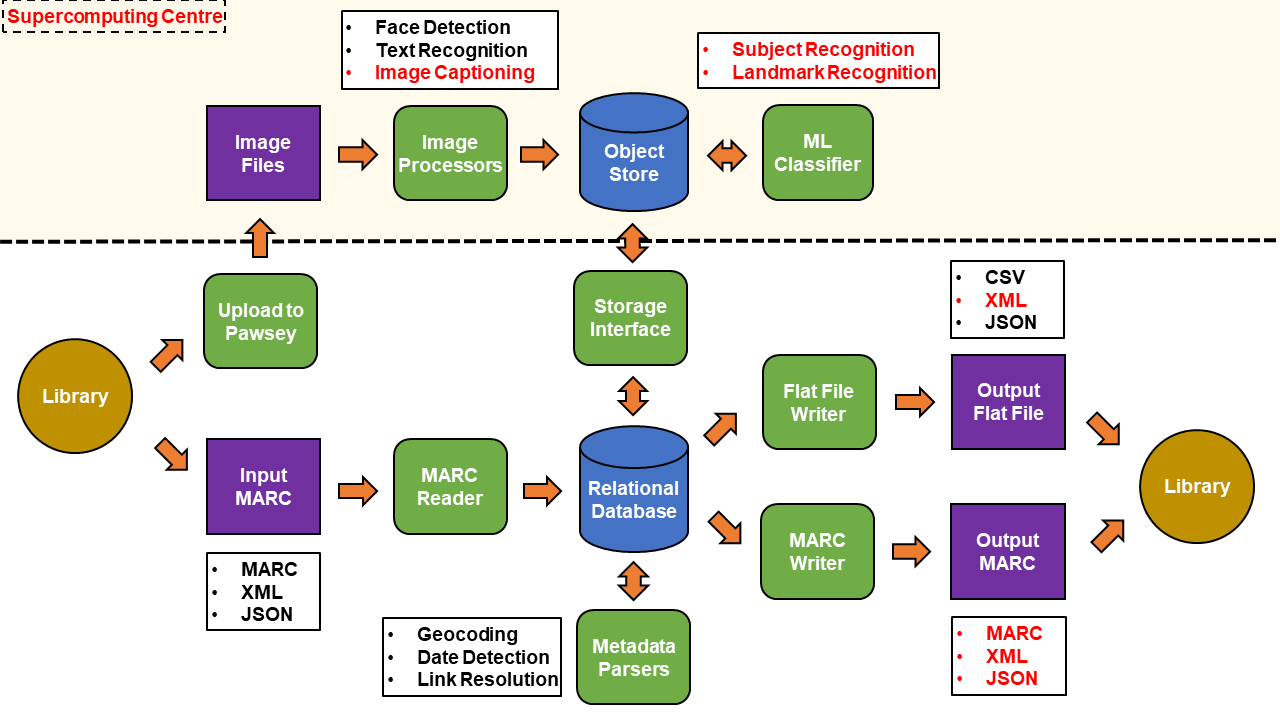 Supercomputing Centre
• Face Detection
• Text Recognition
• Image Captioning
• Subject Recognition
• Landmark Recognition
Image
Files
Image
Processors
Object
Store
ML
Classifier
Upload to
Pawsey
Storage
Interface
• CSV
• XML
• JSON
Library
Flat File
Writer
Output
Flat File
Input
MARC
MARC
Reader
Relational
Database
Library
MARC
Writer
Output
MARC
• MARC
• XML
• JSON
• Geocoding
• Date Detection
• Link Resolution
Metadata
Parsers
• MARC
• XML
• JSON